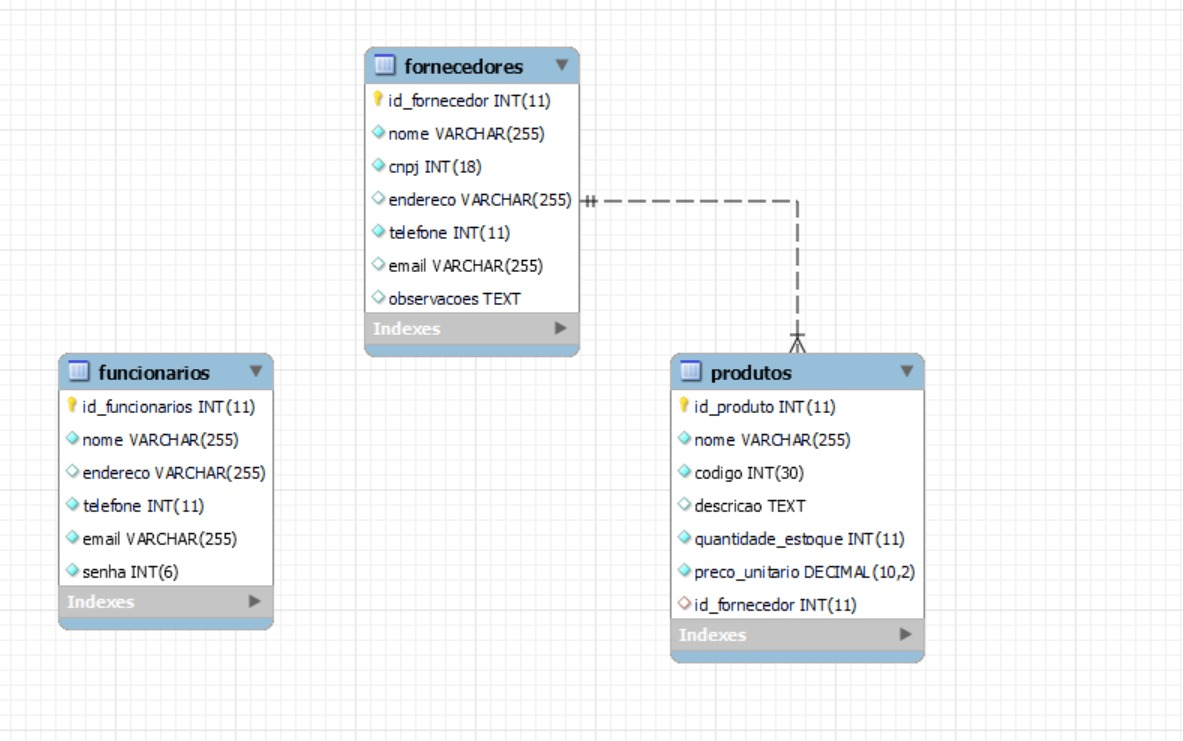 fornecedores
id_fornecedor INT(11)
nome VARCHAR(255)
cnpj INT(18)
endereco VARCHAR(255)
telefone INT(11)
email VARCHAR(255)
observacoes TEXT
Indexes
funcionarios
id_funcionarios INT(11)
nome VARCHAR(255)
endereco VARCHAR(255)
telefone INT(11)
email VARCHAR(255)
senha INT(6)
Indexes
produtos
id_produto INT(11)
nome VARCHAR(255)
codigo INT(30)
descricao TEXT
quantidade_estoque INT(11)
preco_unitario DECIMAL(10,2)
id_fornecedor INT(11)
Indexes